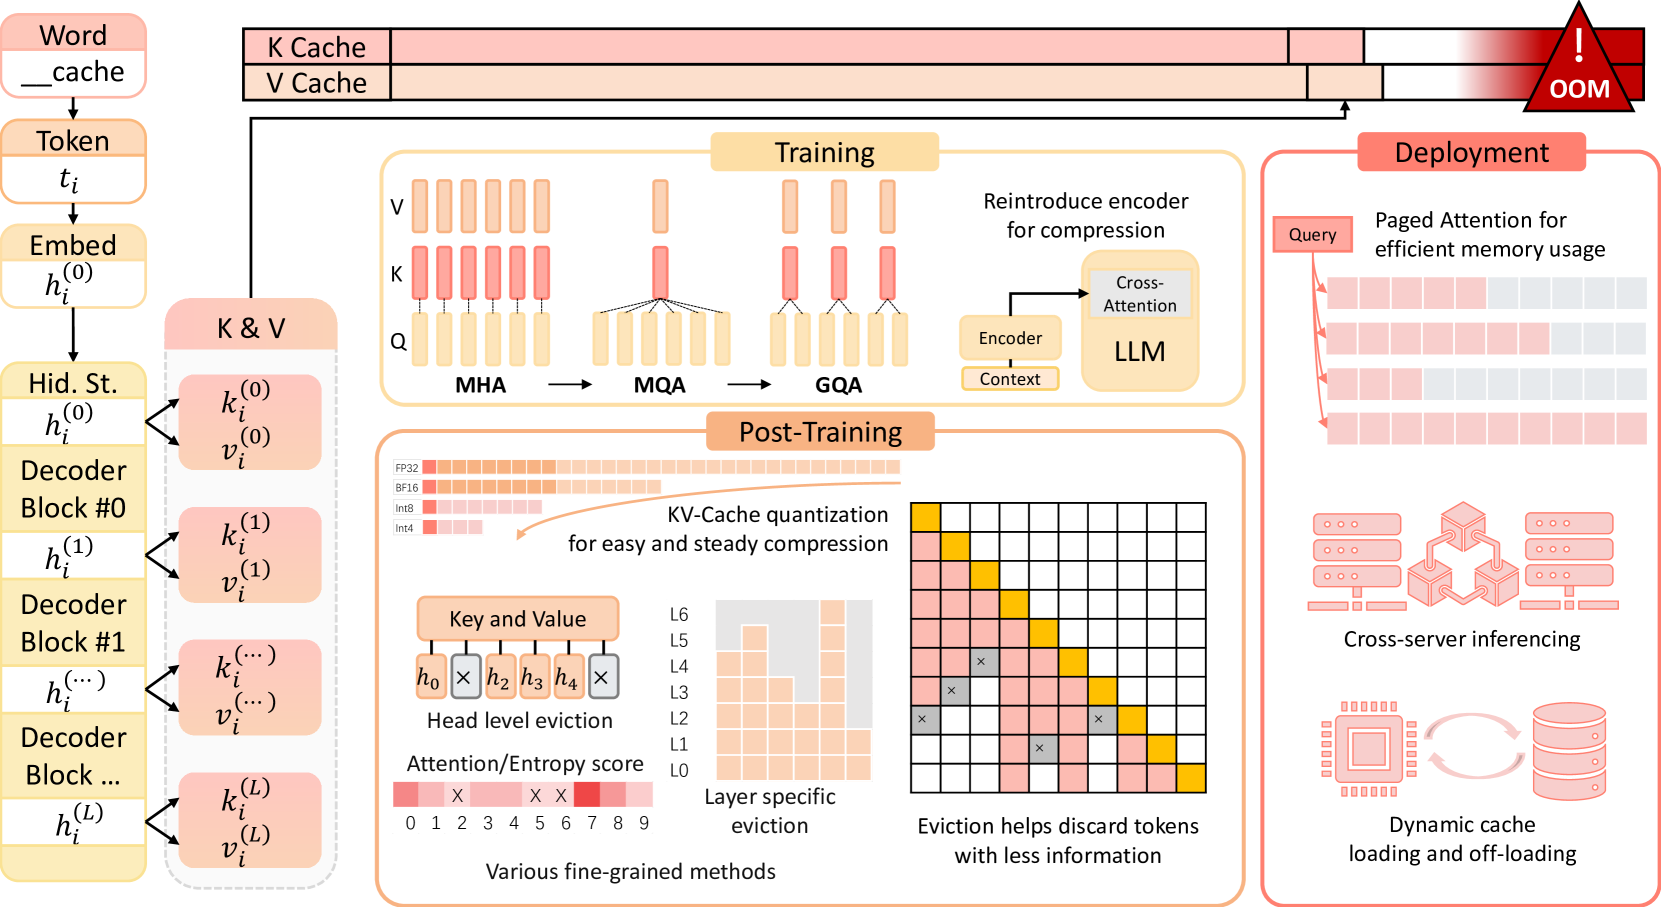 Word
__cache
Token
t_i
Embed
h_i^(0)
Hid. St.
h_i^(0)
Decoder
Block #0
h_i^(1)
Decoder
Block #1
h_i^(⋯)
Decoder
Block ...
h_i^(L)
K & V
k_i^(0)
v_i^(0)
k_i^(1)
v_i^(1)
k_i^(⋯)
v_i^(⋯)
k_i^(L)
v_i^(L)
K Cache
V Cache
!
OOM
Training
V
K
Q
MHA
MQA
GQA
Reintroduce encoder
for compression
Cross-
Attention
LLM
Encoder
Context
Post-Training
FP32
BF16
Int8
Int4
KV-Cache quantization
for easy and steady compression
Key and Value
h_0 × h_2 h_3 h_4 ×
Head level eviction
Attention/Entropy score
X X X
0 1 2 3 4 5 6 7 8 9
L6
L5
L4
L3
L2
L1
L0
Layer specific
eviction
Various fine-grained methods
×
×
× ×
×
Eviction helps discard tokens
with less information
Deployment
Query
Paged Attention for
efficient memory usage
Cross-server inferencing
Dynamic cache
loading and off-loading